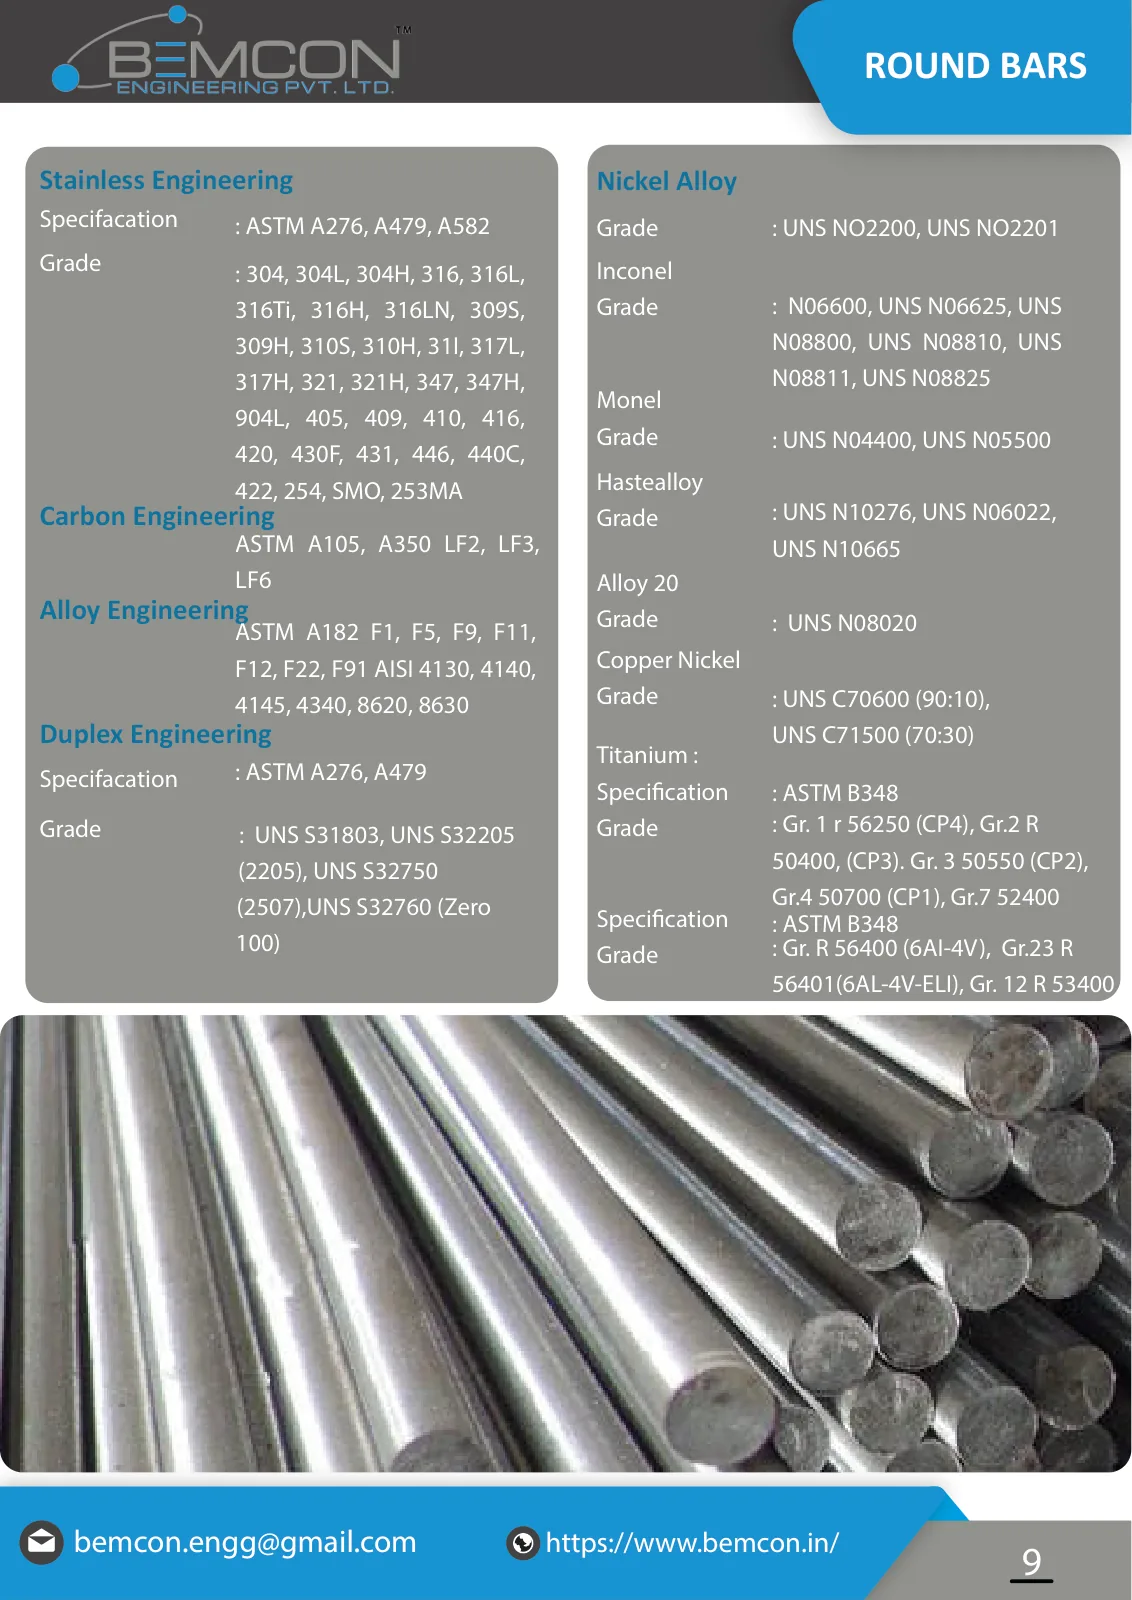 BEMCON TM
ENGINEERING PVT. LTD.
ROUND BARS
Stainless Engineering
Specifacation : ASTM A276, A479, A582
Grade : 304, 304L, 304H, 316, 316L,
316Ti, 316H, 316LN, 309S,
309H, 310S, 310H, 31I, 317L,
317H, 321, 321H, 347, 347H,
904L, 405, 409, 410, 416,
420, 430F, 431, 446, 440C,
422, 254, SMO, 253MA
Carbon Engineering
ASTM A105, A350 LF2, LF3,
LF6
Alloy Engineering
ASTM A182 F1, F5, F9, F11,
F12, F22, F91 AISI 4130, 4140,
4145, 4340, 8620, 8630
Duplex Engineering
Specifacation : ASTM A276, A479
Grade : UNS S31803, UNS S32205
(2205), UNS S32750
(2507),UNS S32760 (Zero
100)
Nickel Alloy
Grade : UNS NO2200, UNS NO2201
Inconel
Grade : N06600, UNS N06625, UNS
N08800, UNS N08810, UNS
N08811, UNS N08825
Monel
Grade : UNS N04400, UNS N05500
Hastealloy
Grade : UNS N10276, UNS N06022,
UNS N10665
Alloy 20
Grade : UNS N08020
Copper Nickel
Grade : UNS C70600 (90:10),
UNS C71500 (70:30)
Titanium :
Specification : ASTM B348
Grade : Gr. 1 r 56250 (CP4), Gr.2 R
50400, (CP3). Gr. 3 50550 (CP2),
Gr.4 50700 (CP1), Gr.7 52400
Specification : ASTM B348
Grade : Gr. R 56400 (6AI-4V), Gr.23 R
56401(6AL-4V-ELI), Gr. 12 R 53400
bemcon.engg@gmail.com
https://www.bemcon.in/
9